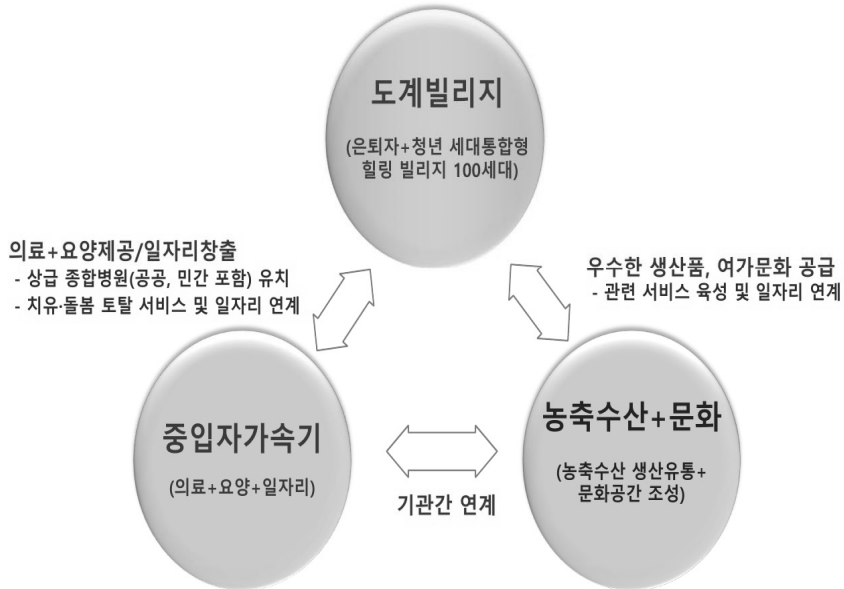 도계빌리지
(은퇴자+청년 세대통합형
힐링 빌리지 100세대)
의료+요양제공/일자리창출
- 상급 종합병원(공공, 민간 포함) 유치
- 치유·돌봄 토탈 서비스 및 일자리 연계
우수한 생산품, 여가문화 공급
- 관련 서비스 육성 및 일자리 연계
중입자가속기
(의료+요양+일자리)
기관간 연계
농축수산+문화
(농축수산 생산유통+
문화공간 조성)